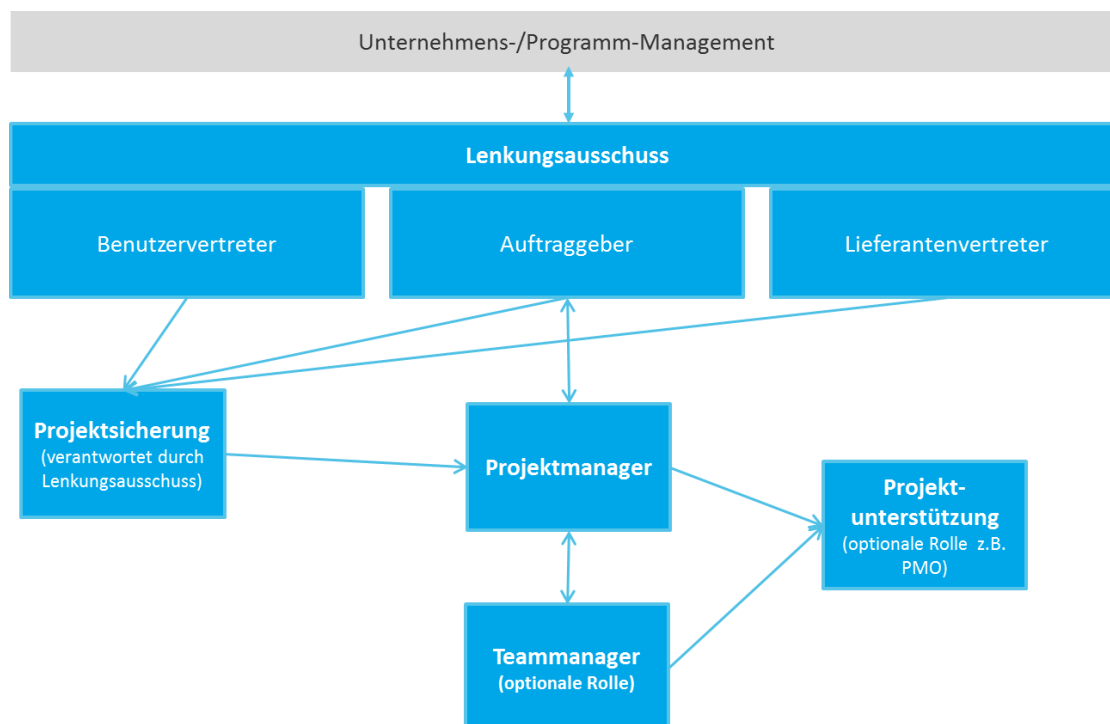 Unternehmens-/Programm-Management
Lenkungsausschuss
Benutzervertreter
Auftraggeber
Lieferantenvertreter
Projektsicherung
(verantwortet durch
Lenkungsausschuss)
Projektmanager
Projekt-
unterstützung
(optionale Rolle z.B.
PMO)
Teammanager
(optionale Rolle)